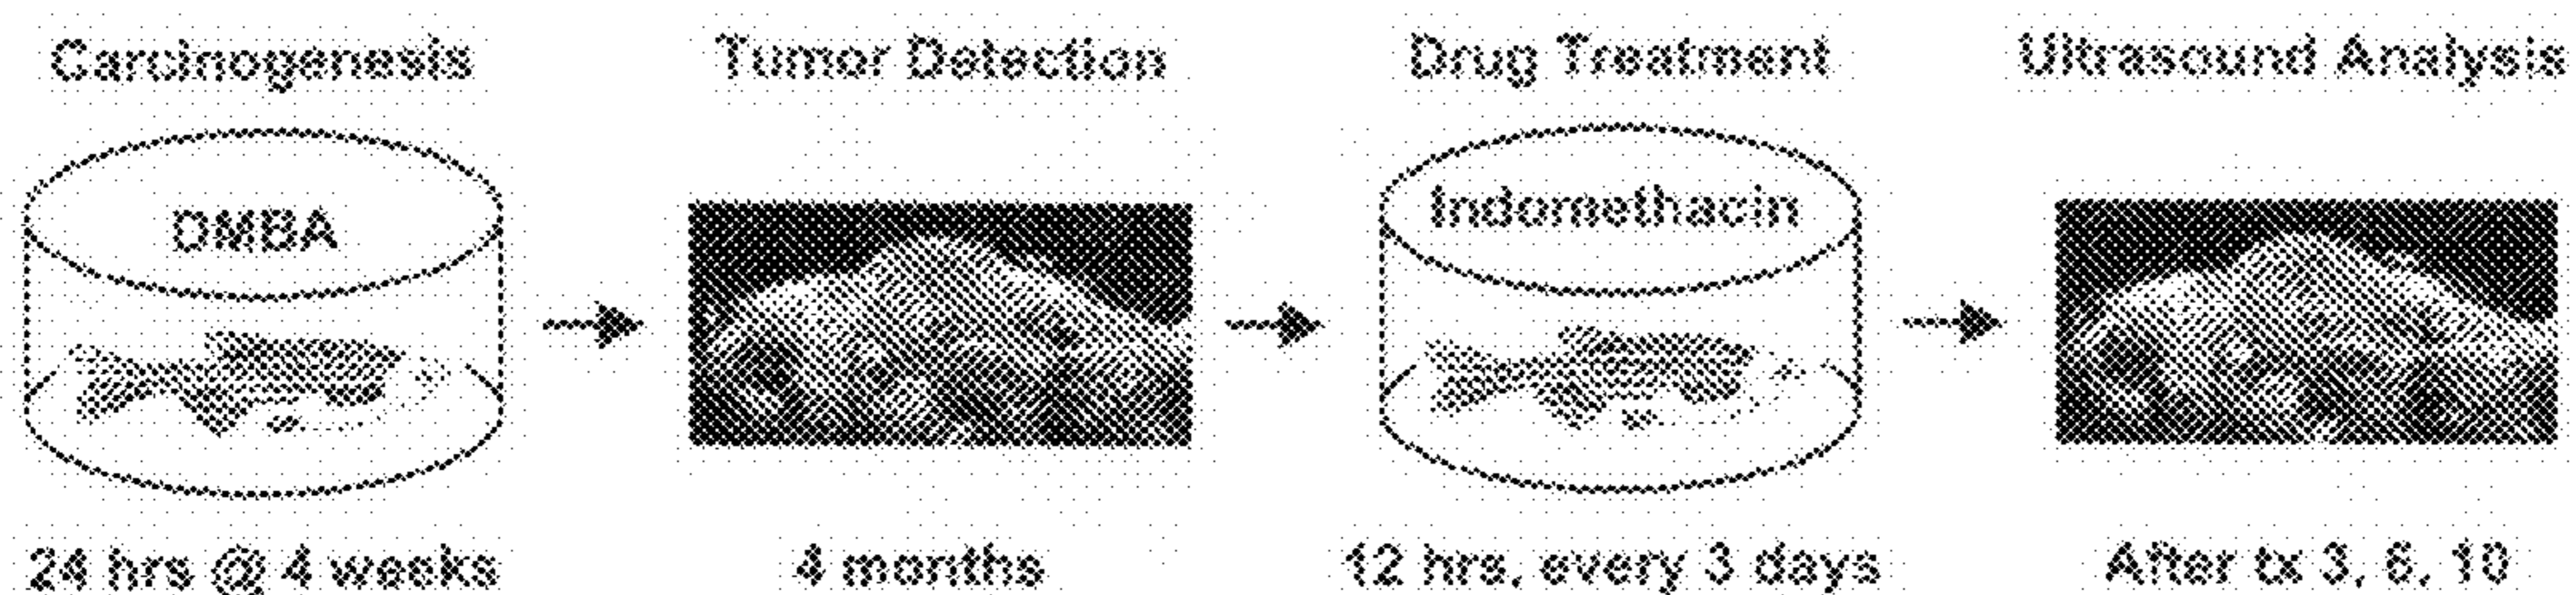 Carcinogenesis
Tumor Detection
Drug Treatment
Ultrasound Analysis
DMBA
Indomethacin
24 hrs @ 4 weeks
4 months
12 hrs, every 3 days
After tx 3, 6, 10